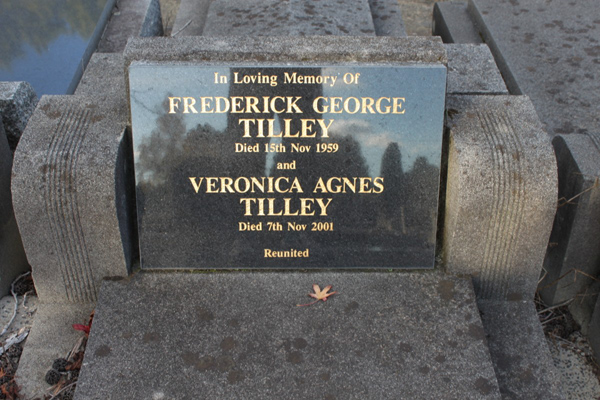 In Loving Memory Of
FREDERICK GEORGE
TILLEY
Died 15th Nov 1959
and
VERONICA AGNES
TILLEY
Died 7th Nov 2001
Reunited